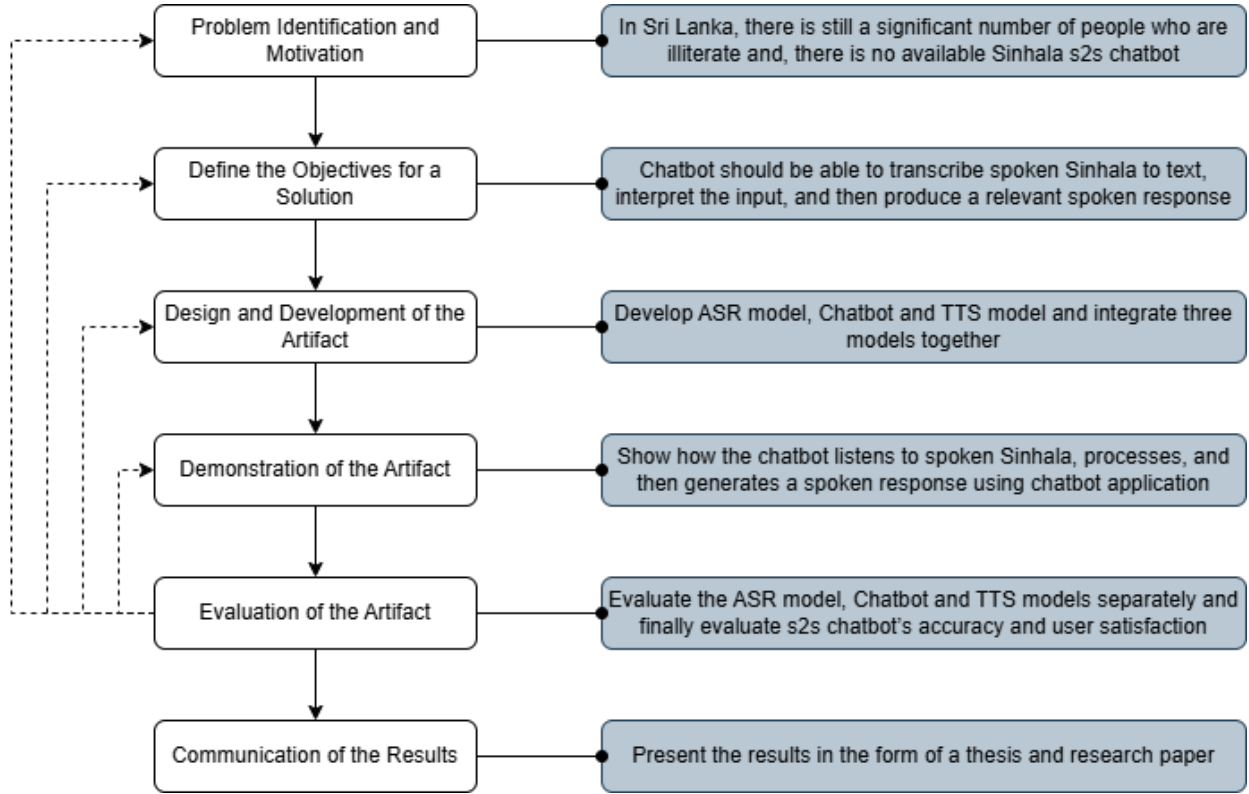 Problem Identification and
Motivation
In Sri Lanka, there is still a significant number of people who are
illiterate and, there is no available Sinhala s2s chatbot
Define the Objectives for a
Solution
Chatbot should be able to transcribe spoken Sinhala to text,
interpret the input, and then produce a relevant spoken response
Design and Development of the
Artifact
Develop ASR model, Chatbot and TTS model and integrate three
models together
Demonstration of the Artifact
Show how the chatbot listens to spoken Sinhala, processes, and
then generates a spoken response using chatbot application
Evaluation of the Artifact
Evaluate the ASR model, Chatbot and TTS models separately and
finally evaluate s2s chatbot's accuracy and user satisfaction
Communication of the Results
Present the results in the form of a thesis and research paper